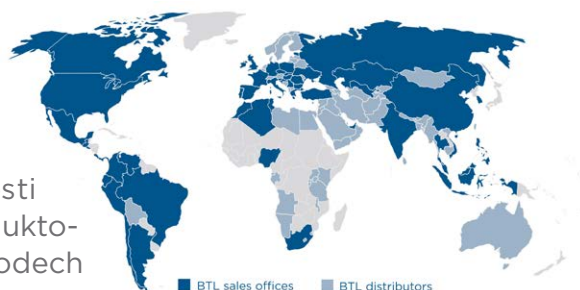 sti
ukto-
odech
BTL sales offices
BTL distributors